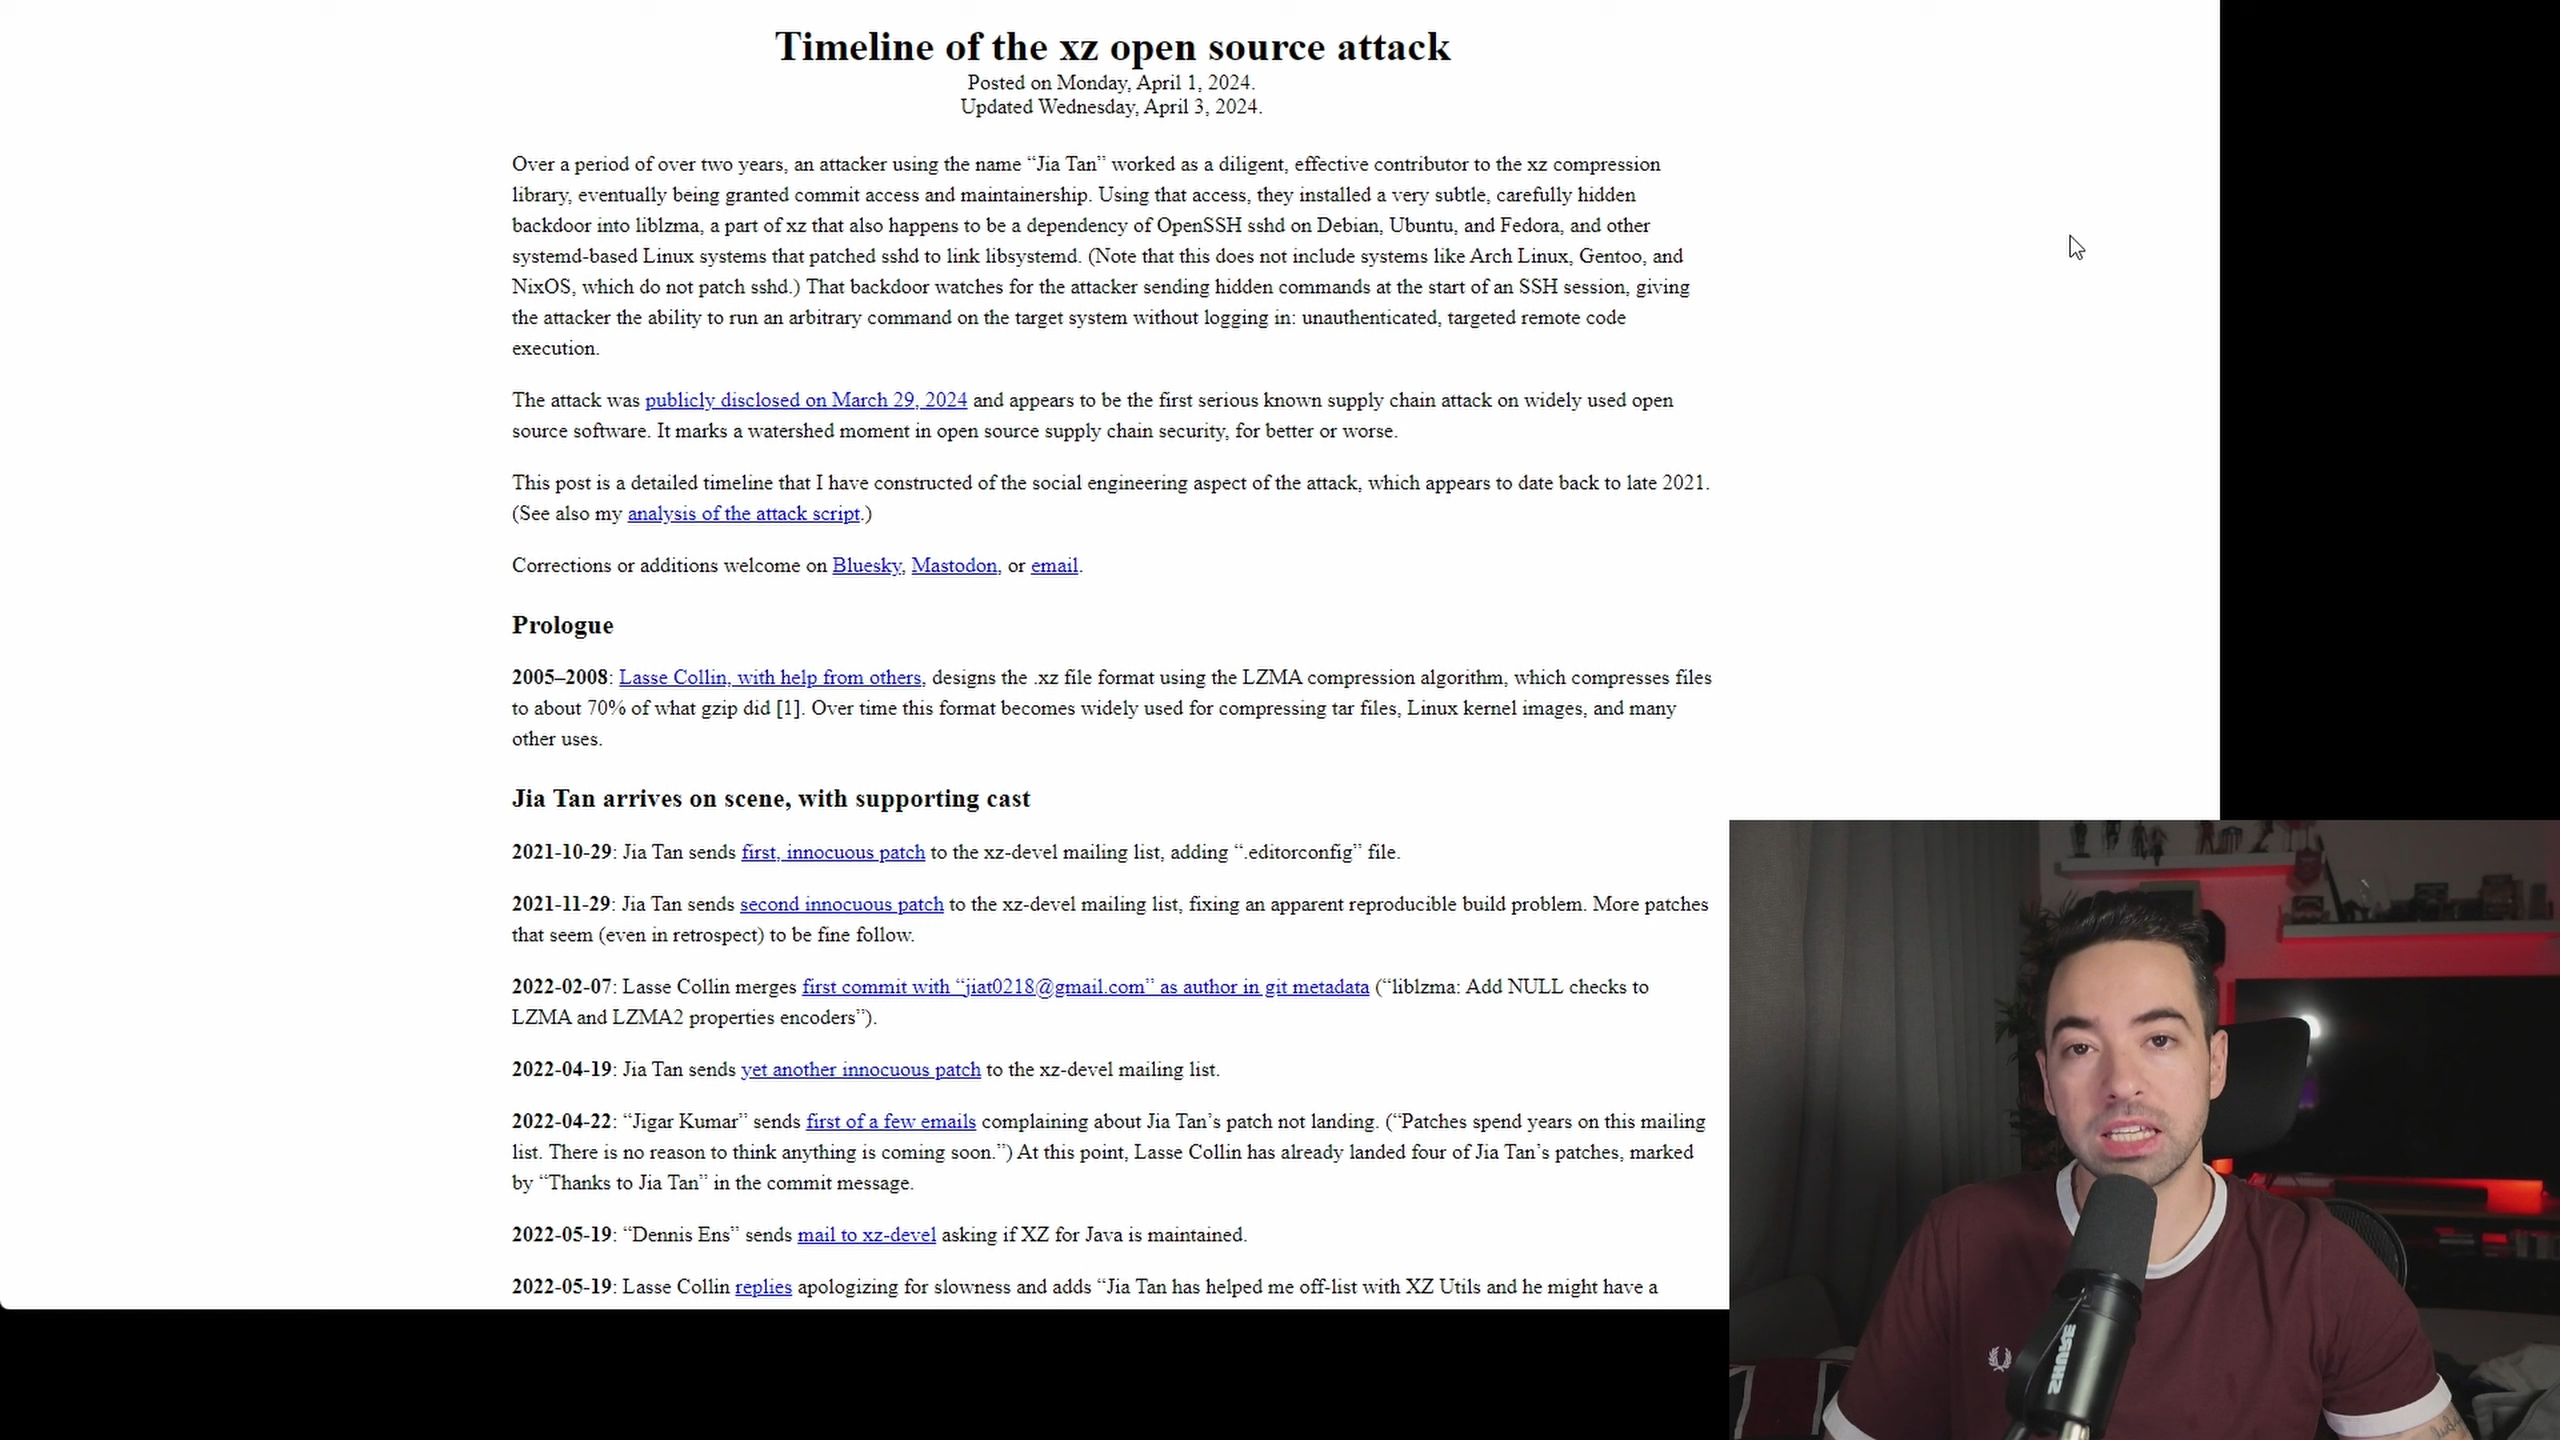 Timeline of the xz open source attack
Posted on Monday, April 1, 2024.
Updated Wednesday, April 3, 2024.
Over a period of over two years, an attacker using the name “Jia Tan” worked as a diligent, effective contributor to the xz compression
library, eventually being granted commit access and maintainership. Using that access, they installed a very subtle, carefully hidden
backdoor into liblzma, a part of xz that also happens to be a dependency of OpenSSH sshd on Debian, Ubuntu, and Fedora, and other
systemd-based Linux systems that patched sshd to link libsystemd. (Note that this does not include systems like Arch Linux, Gentoo, and
NixOS, which do not patch sshd.) That backdoor watches for the attacker sending hidden commands at the start of an SSH session, giving
the attacker the ability to run an arbitrary command on the target system without logging in: unauthenticated, targeted remote code
execution.
The attack was publicly disclosed on March 29, 2024 and appears to be the first serious known supply chain attack on widely used open
source software. It marks a watershed moment in open source supply chain security, for better or worse.
This post is a detailed timeline that I have constructed of the social engineering aspect of the attack, which appears to date back to late 2021.
(See also my analysis of the attack script.)
Corrections or additions welcome on Bluesky, Mastodon, or email.
Prologue
2005–2008: Lasse Collin, with help from others, designs the .xz file format using the LZMA compression algorithm, which compresses files
to about 70% of what gzip did [1]. Over time this format becomes widely used for compressing tar files, Linux kernel images, and many
other uses.
Jia Tan arrives on scene, with supporting cast
2021-10-29: Jia Tan sends first, innocuous patch to the xz-devel mailing list, adding “.editorconfig” file.
2021-11-29: Jia Tan sends second innocuous patch to the xz-devel mailing list, fixing an apparent reproducible build problem. More patches
that seem (even in retrospect) to be fine follow.
2022-02-07: Lasse Collin merges first commit with “jiat0218@gmail.com” as author in git metadata (“liblzma: Add NULL checks to
LZMA and LZMA2 properties encoders”).
2022-04-19: Jia Tan sends yet another innocuous patch to the xz-devel mailing list.
2022-04-22: “Jigar Kumar” sends first of a few emails complaining about Jia Tan’s patch not landing. (“Patches spend years on this mailing
list. There is no reason to think anything is coming soon.”) At this point, Lasse Collin has already landed four of Jia Tan’s patches, marked
by “Thanks to Jia Tan” in the commit message.
2022-05-19: “Dennis Ens” sends mail to xz-devel asking if XZ for Java is maintained.
2022-05-19: Lasse Collin replies apologizing for slowness and adds “Jia Tan has helped me off-list with XZ Utils and he might have a
SHURE